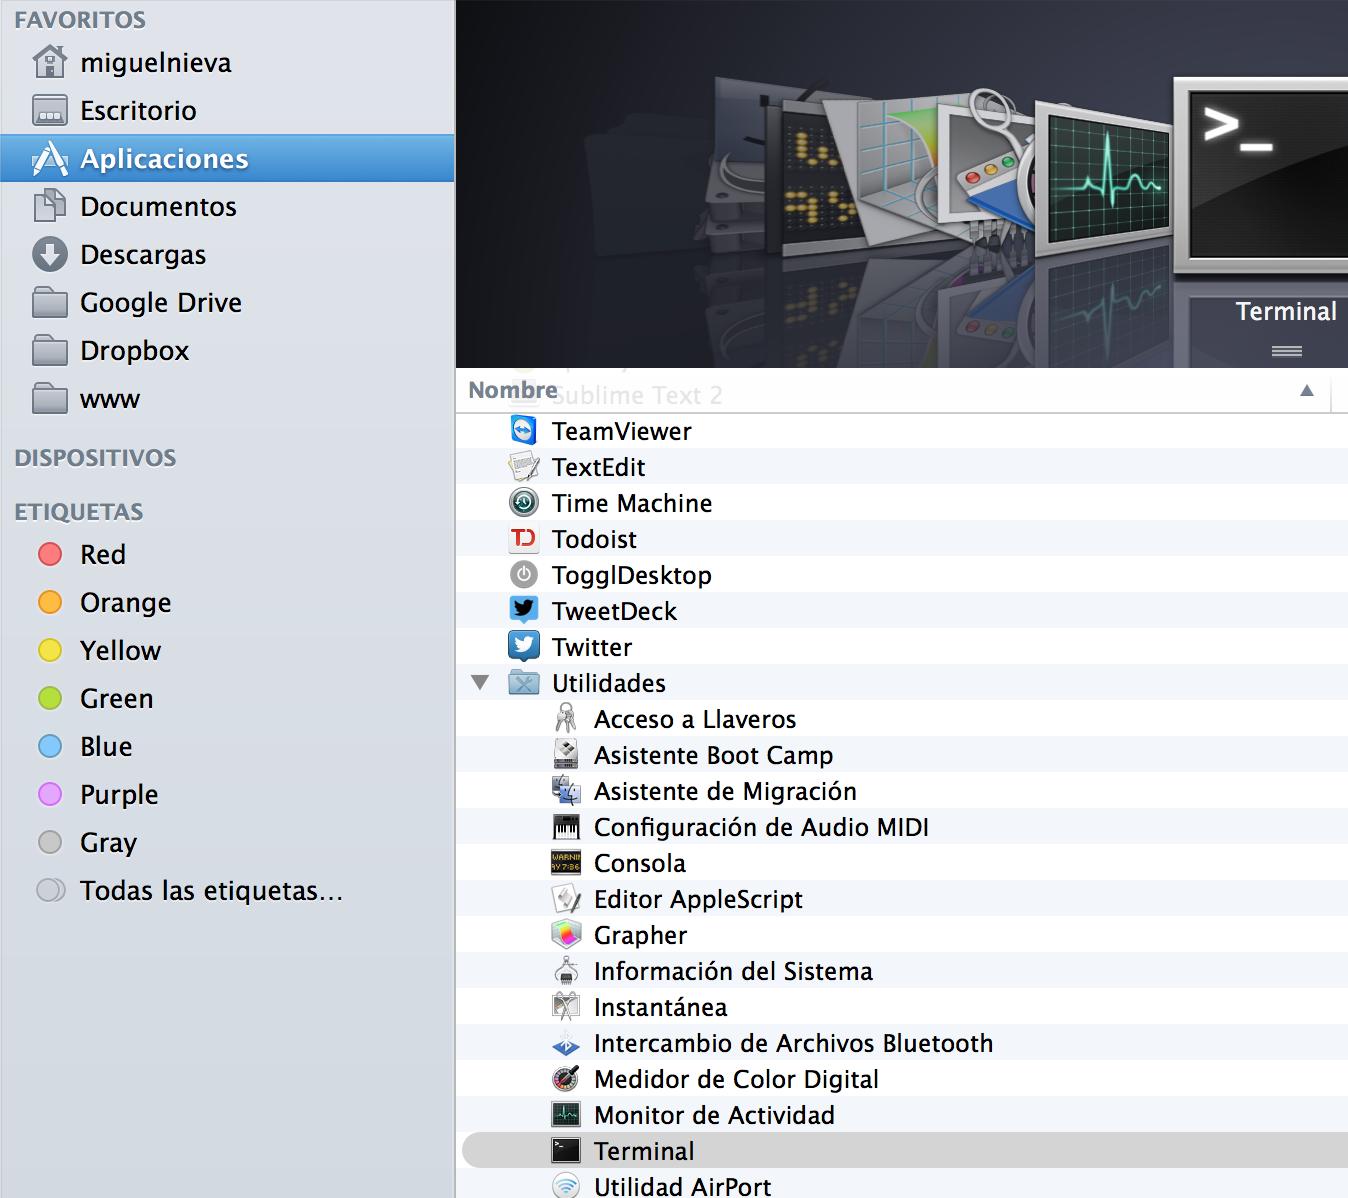 FAVORITOS
miguelnieva
Escritorio
Aplicaciones
Documentos
Descargas
Google Drive
Dropbox
www
DISPOSITIVOS
ETIQUETAS
Red
Orange
Yellow
Green
Blue
Purple
Gray
Todas las etiquetas...
>_
Terminal
Nombre
Sublime Text 2
TeamViewer
TextEdit
Time Machine
Todoist
TogglDesktop
TweetDeck
Twitter
Utilidades
Acceso a Llaveros
Asistente Boot Camp
Asistente de Migración
Configuración de Audio MIDI
Consola
Editor AppleScript
Grapher
Información del Sistema
Instantánea
Intercambio de Archivos Bluetooth
Medidor de Color Digital
Monitor de Actividad
Terminal
Utilidad AirPort